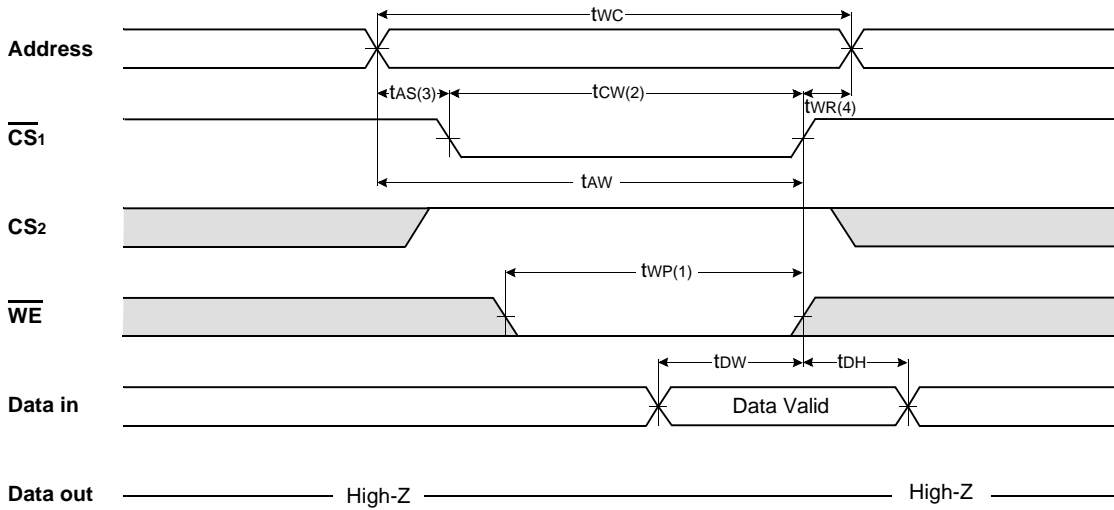 tWC
Address
tAS(3) tCW(2) tWR(4)
CS1
tAW
CS2
tWP(1)
WE
tDW tDH
Data in Data Valid
Data out High-Z High-Z